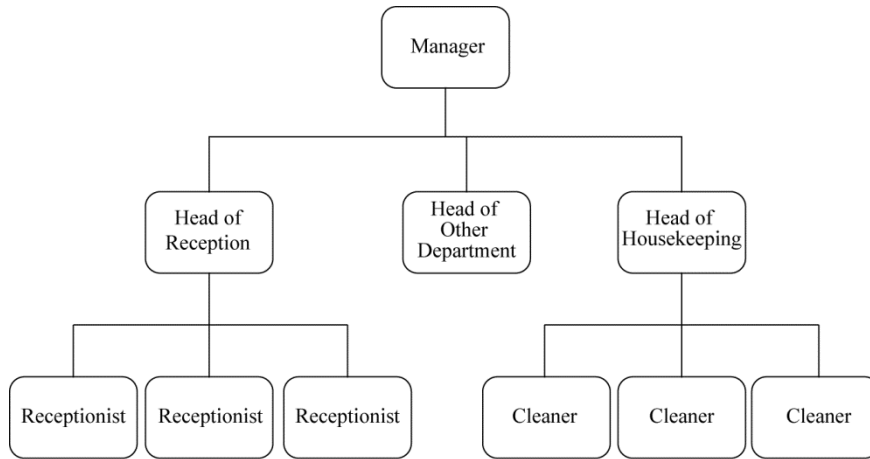 Manager
Head of
Reception
Head of
Other
Department
Head of
Housekeeping
Receptionist
Receptionist
Receptionist
Cleaner
Cleaner
Cleaner